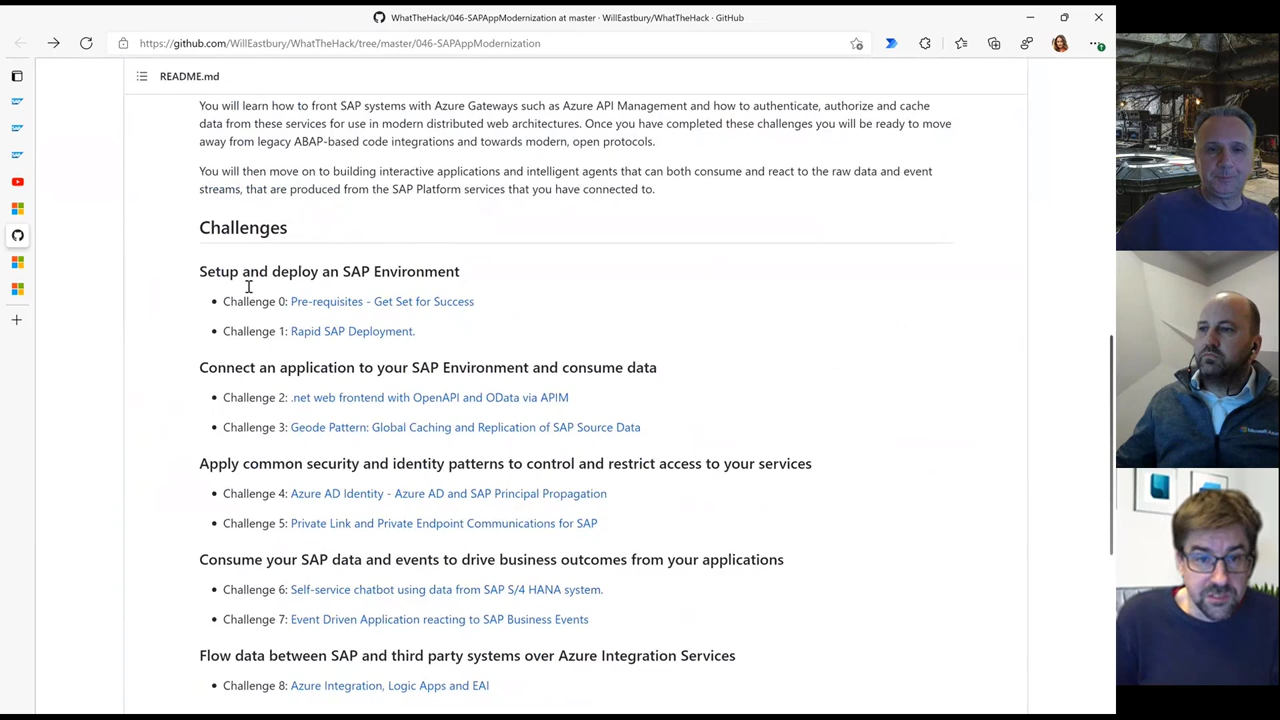 WhatTheHack/046-SAPAppModernization at master · WillEastbury/WhatTheHack · GitHub
https://github.com/WillEastbury/WhatTheHack/tree/master/046-SAPAppModernization
README.md
You will learn how to front SAP systems with Azure Gateways such as Azure API Management and how to authenticate, authorize and cache
data from these services for use in modern distributed web architectures. Once you have completed these challenges you will be ready to move
away from legacy ABAP-based code integrations and towards modern, open protocols.
You will then move on to building interactive applications and intelligent agents that can both consume and react to the raw data and event
streams, that are produced from the SAP Platform services that you have connected to.
Challenges
Setup and deploy an SAP Environment
• Challenge 0: Pre-requisites - Get Set for Success
• Challenge 1: Rapid SAP Deployment.
Connect an application to your SAP Environment and consume data
• Challenge 2: .net web frontend with OpenAPI and OData via APIM
• Challenge 3: Geode Pattern: Global Caching and Replication of SAP Source Data
Apply common security and identity patterns to control and restrict access to your services
• Challenge 4: Azure AD Identity - Azure AD and SAP Principal Propagation
• Challenge 5: Private Link and Private Endpoint Communications for SAP
Consume your SAP data and events to drive business outcomes from your applications
• Challenge 6: Self-service chatbot using data from SAP S/4 HANA system.
• Challenge 7: Event Driven Application reacting to SAP Business Events
Flow data between SAP and third party systems over Azure Integration Services
• Challenge 8: Azure Integration, Logic Apps and EAI